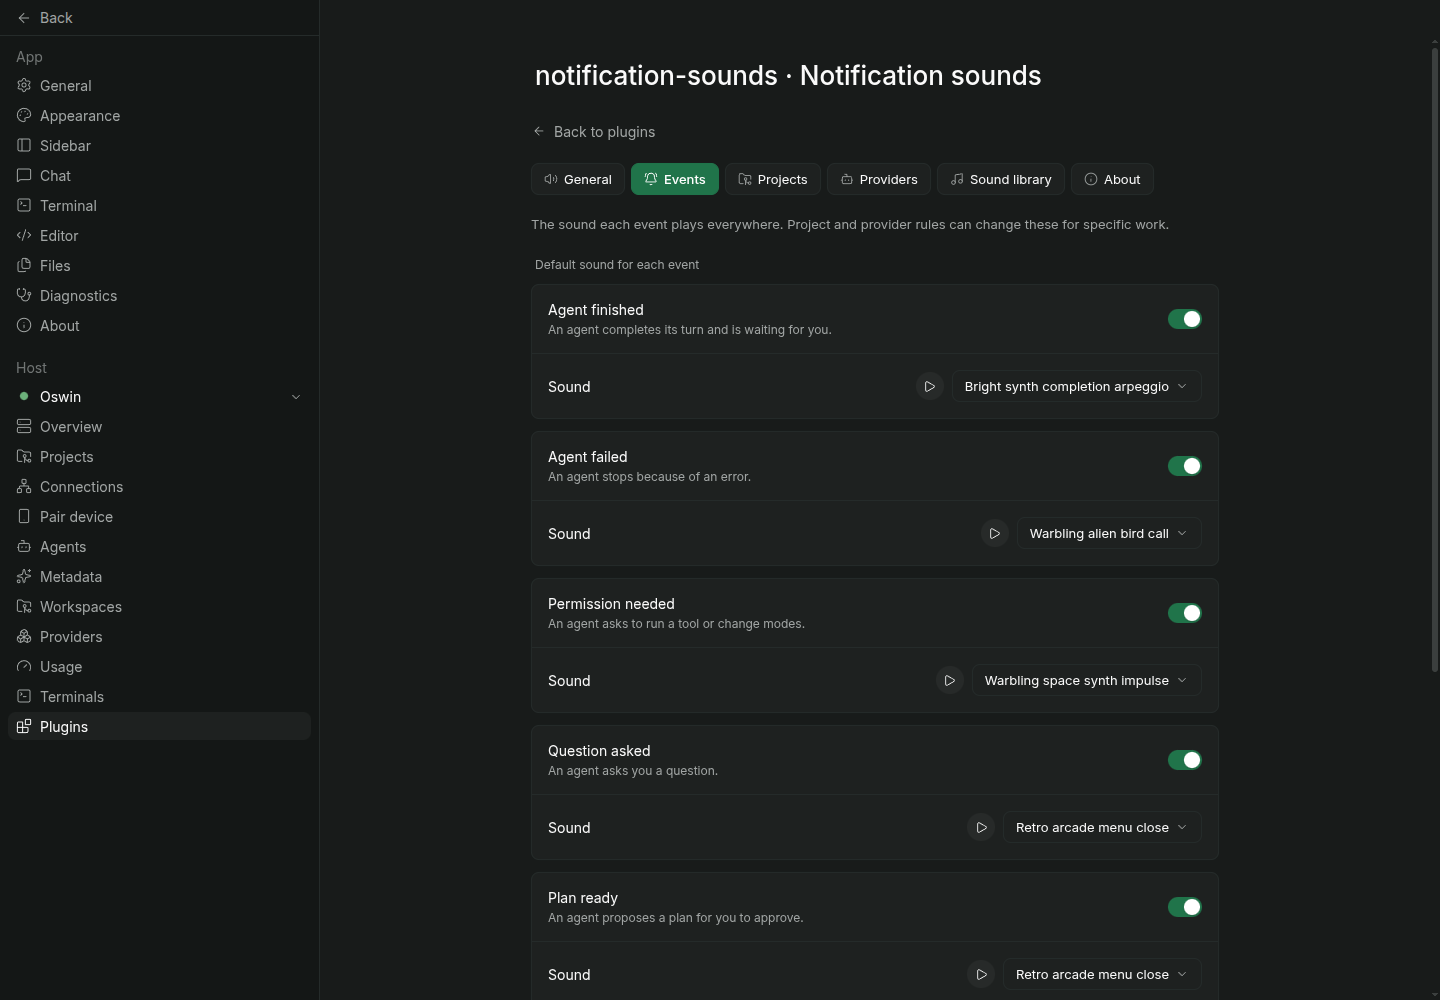 Back
App
General
Appearance
Sidebar
Chat
Terminal
Editor
Files
Diagnostics
About
Host
Oswin
Overview
Projects
Connections
Pair device
Agents
Metadata
Workspaces
Providers
Usage
Terminals
Plugins
notification-sounds · Notification sounds
Back to plugins
General Events Projects Providers Sound library About
The sound each event plays everywhere. Project and provider rules can change these for specific work.
Default sound for each event
Agent finished
An agent completes its turn and is waiting for you.
Sound Bright synth completion arpeggio
Agent failed
An agent stops because of an error.
Sound Warbling alien bird call
Permission needed
An agent asks to run a tool or change modes.
Sound Warbling space synth impulse
Question asked
An agent asks you a question.
Sound Retro arcade menu close
Plan ready
An agent proposes a plan for you to approve.
Sound Retro arcade menu close